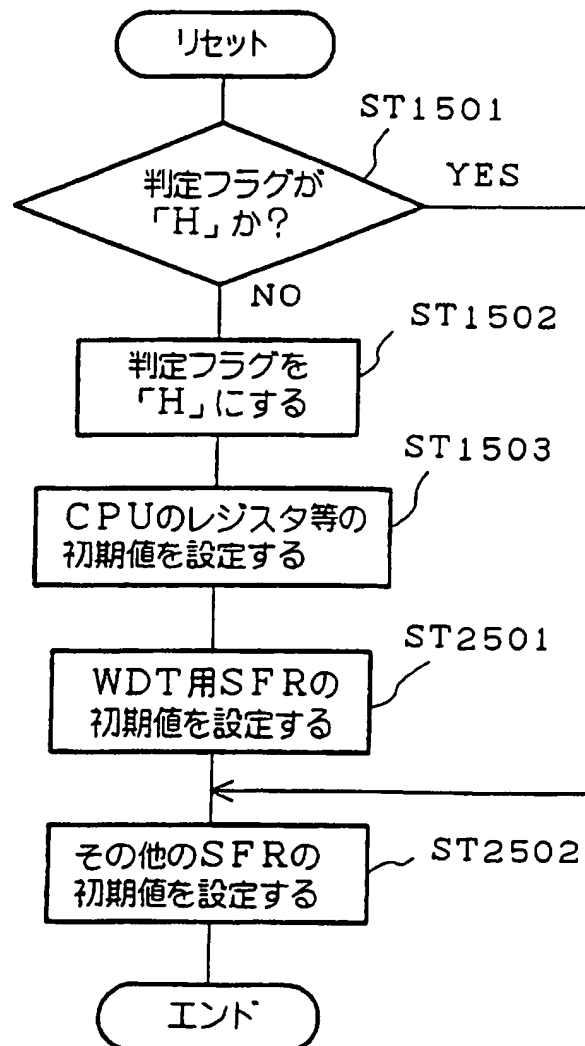 リセット
ST1501
判定フラグが
「H」か?
YES
NO
ST1502
判定フラグを
「H」にする
ST1503
CPUのレジスタ等の
初期値を設定する
ST2501
WDT用SFRの
初期値を設定する
その他のSFRの
初期値を設定する
ST2502
エンド